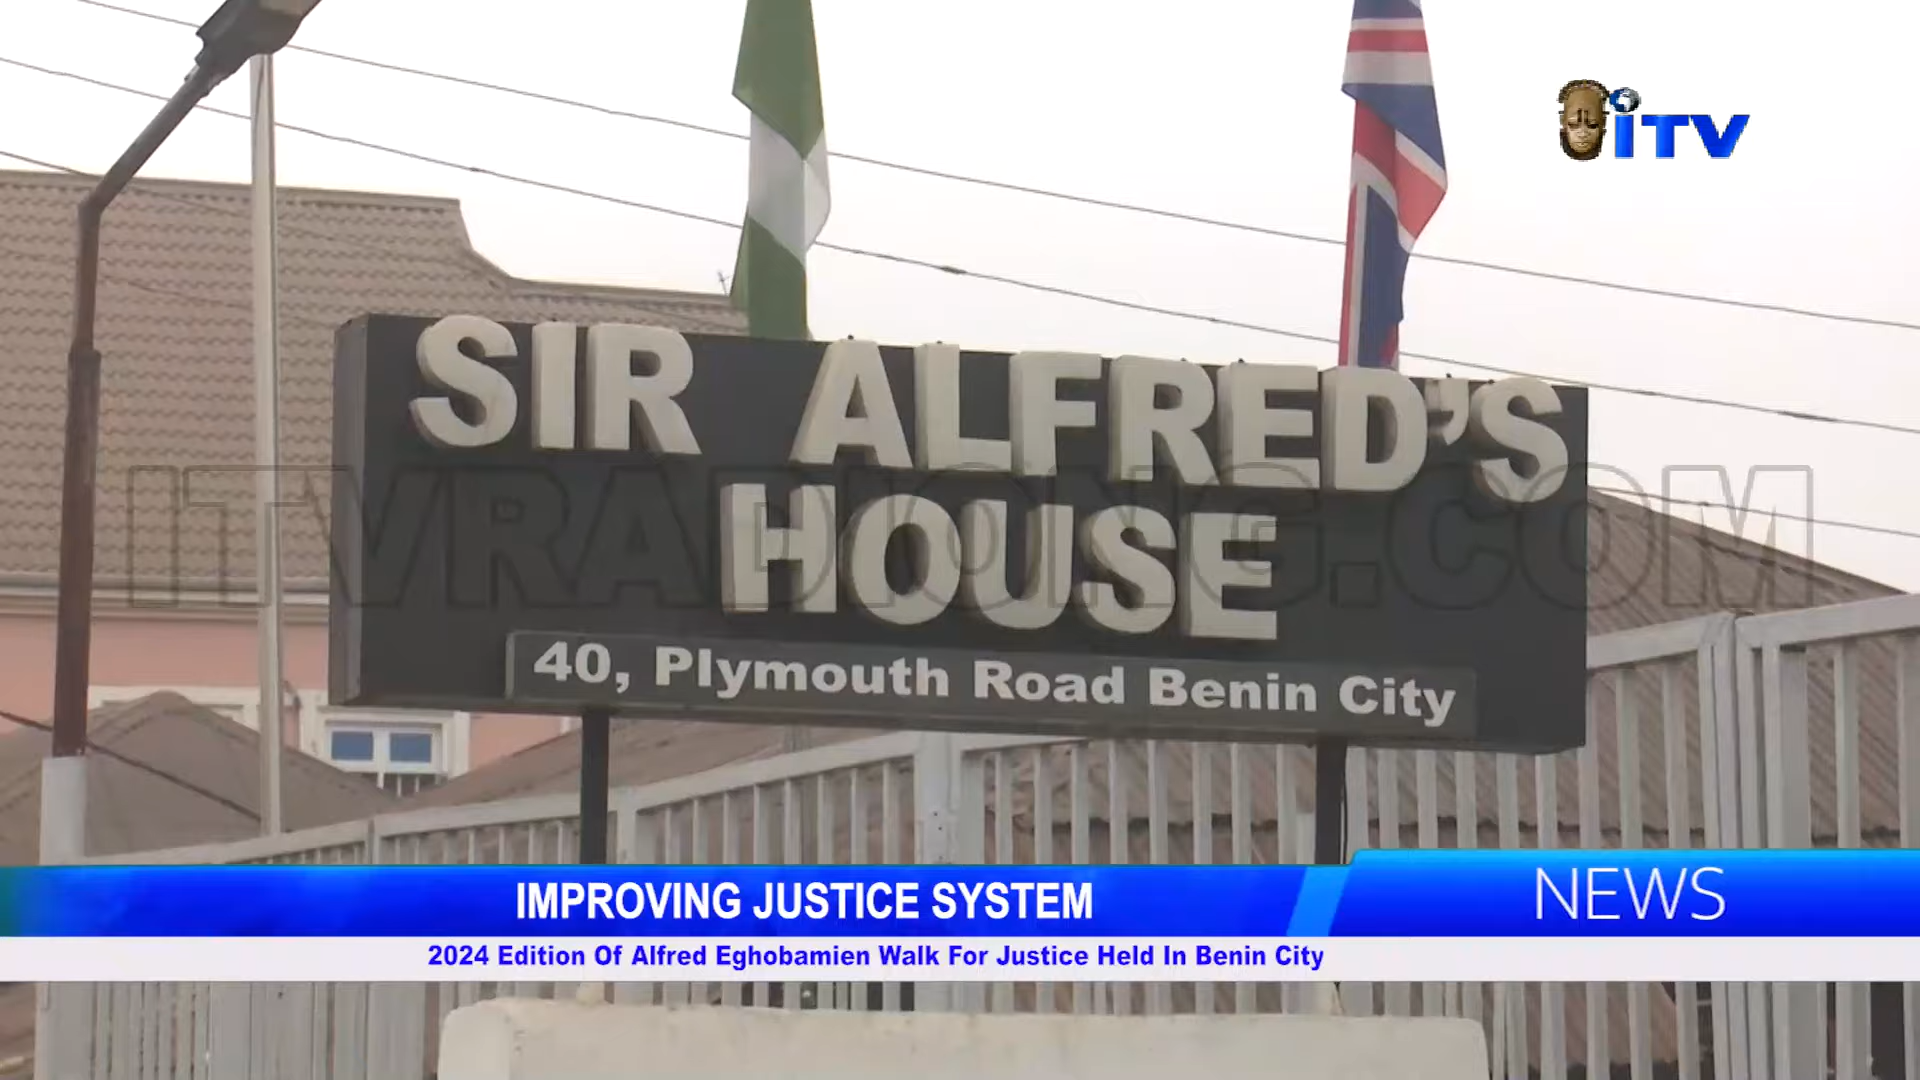 iTV
SIR ALFRED'S
HOUSE
ITVRADIONG.COM
40, Plymouth Road Benin City
IMPROVING JUSTICE SYSTEM
NEWS
2024 Edition Of Alfred Eghobamien Walk For Justice Held In Benin City